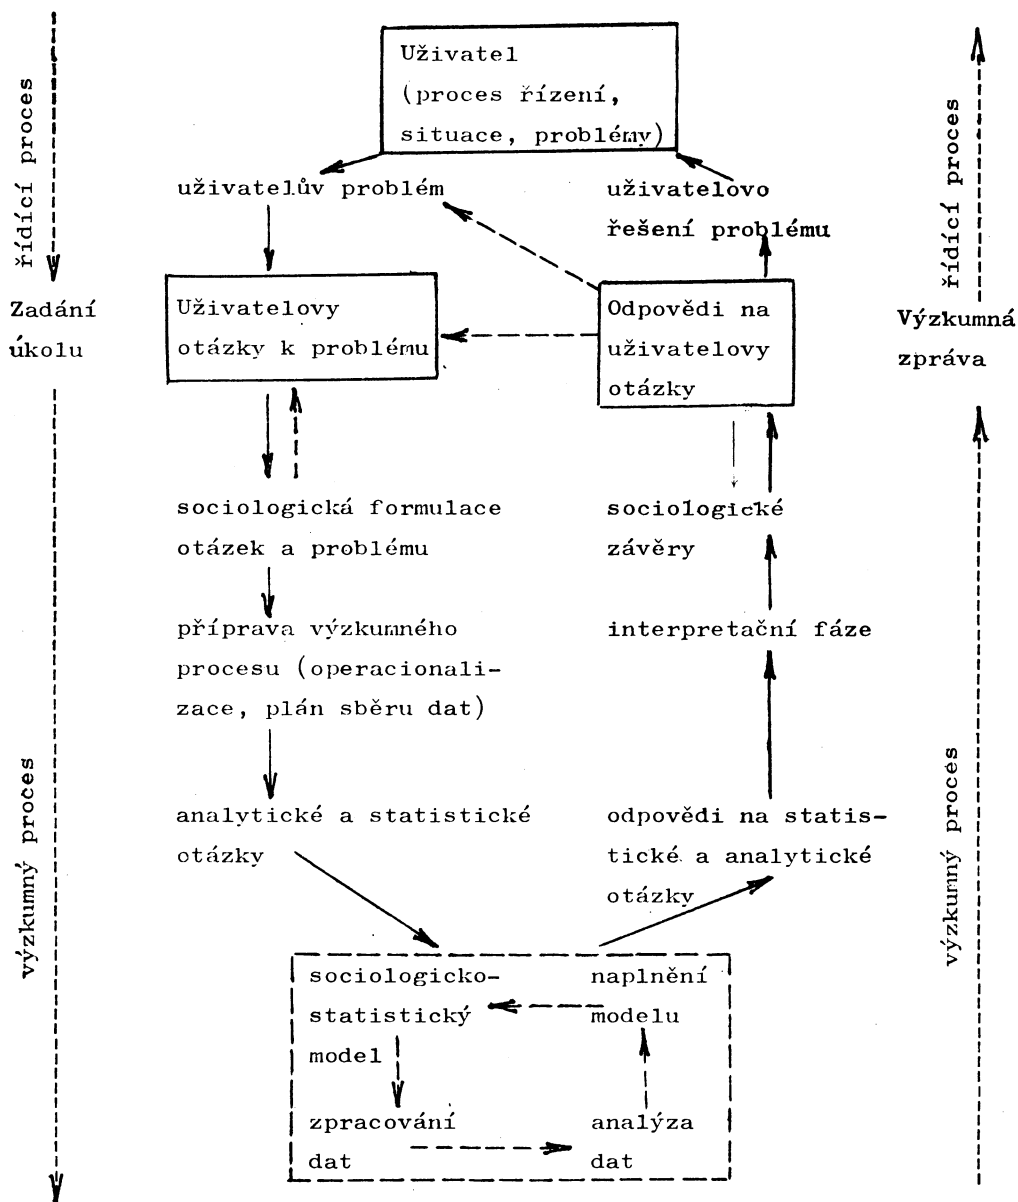 Uživatel
(proces řízení,
situace, problémy)
řídící proces
Zadání
úkolu
výzkumný proces
uživatelův problém
Uživatelovy
otázky k problému
sociologická formulace
otázek a problému
příprava výzkumného
procesu (operacionali-
zace, plán sběru dat)
analytické a statistické
otázky
sociologicko-
statistický
model
zpracování
dat
analýza
dat
naplnění
modelu
odpovědi na statis-
tické a analytické
otázky
interpretační fáze
sociologické
závěry
Odpovědi na
uživatelovy
otázky
uživatelovo
řešení problému
řídící proces
Výzkumná
zpráva
výzkumný proces